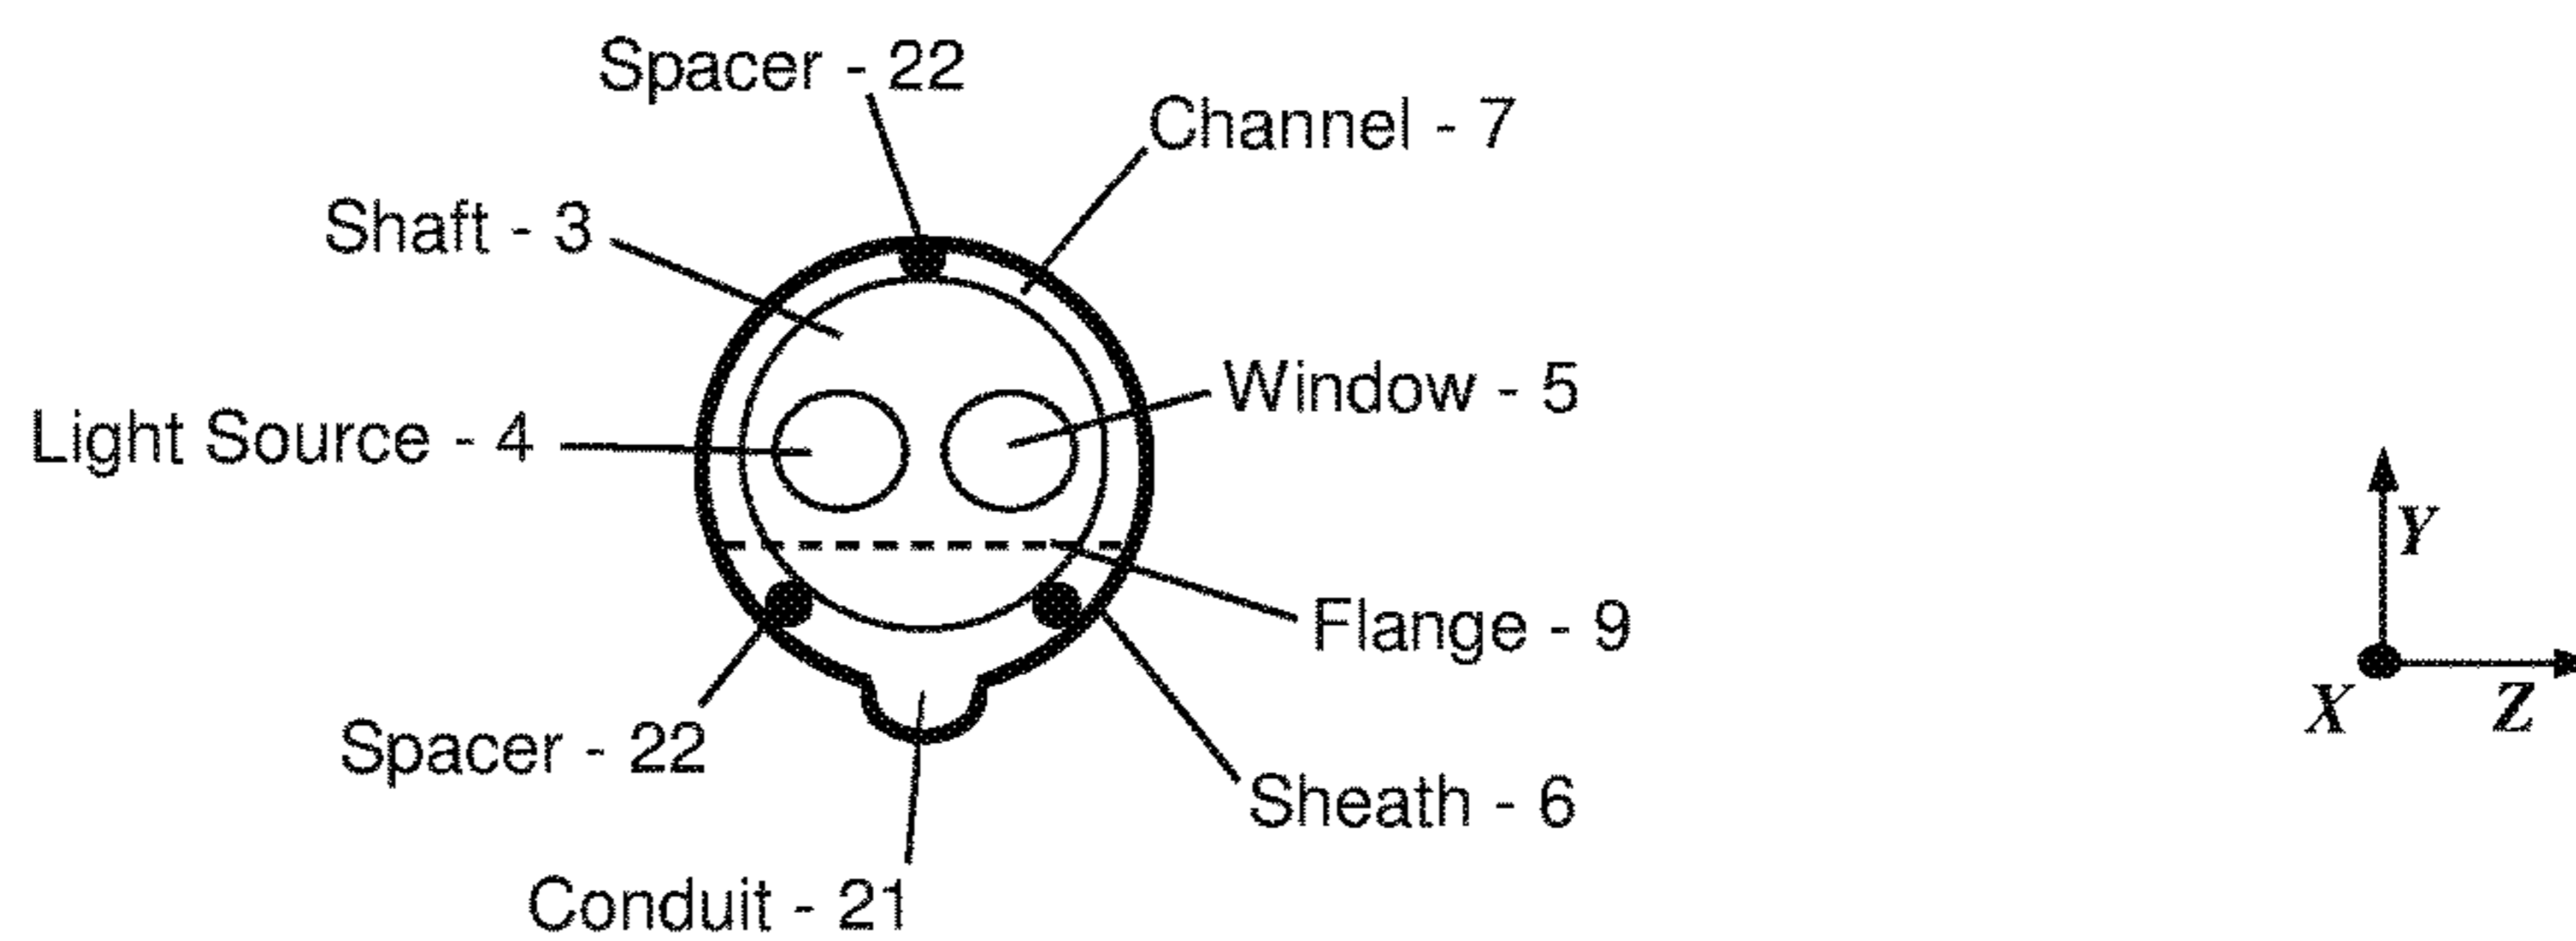 Spacer - 22
Channel - 7
Shaft - 3
Window - 5
Light Source - 4
Y
Flange - 9
X
Z
Spacer - 22
Sheath - 6
Conduit - 21